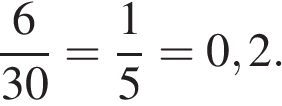 6/30 = 1/5 = 0,2.